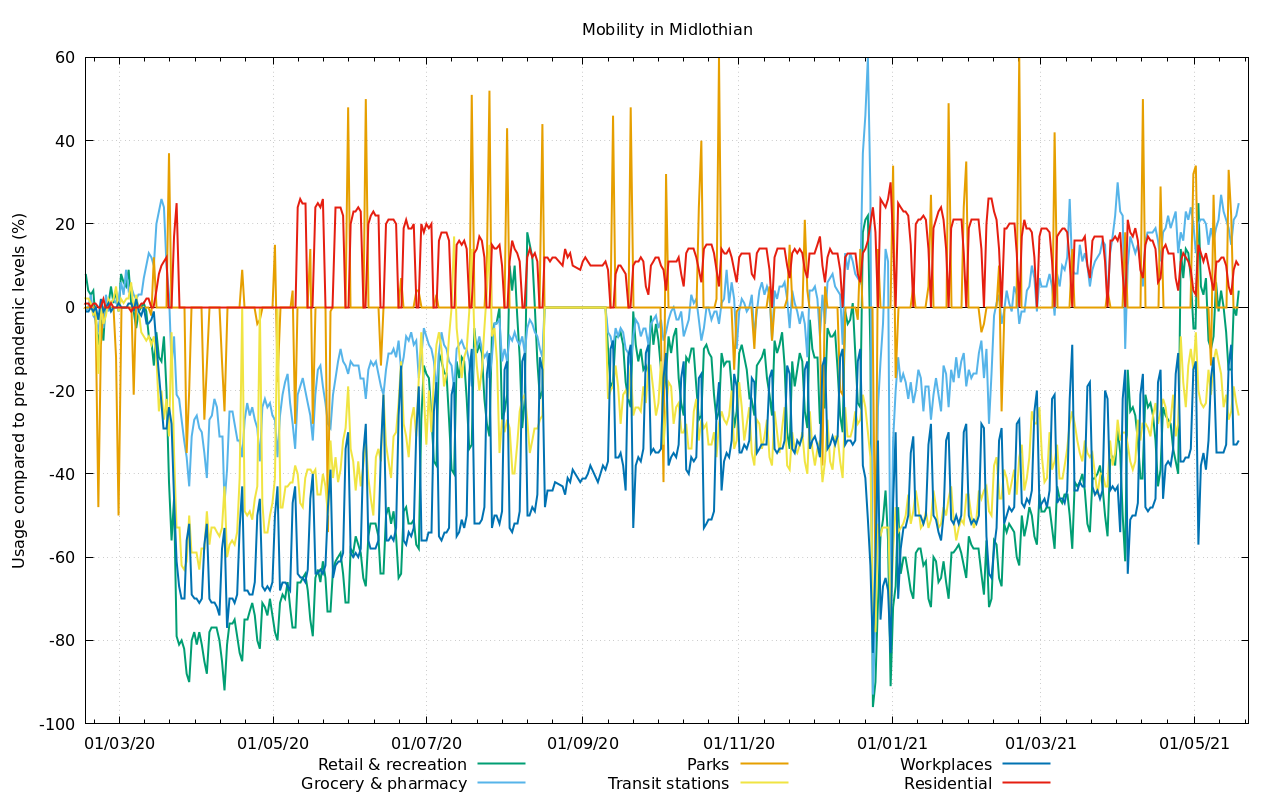 Mobility in Midlothian
Usage compared to pre pandemic levels (%)
60
40
20
0
-20
-40
-60
-80
-100
01/03/20 01/05/20 01/07/20 01/09/20 01/11/20 01/01/21 01/03/21 01/05/21
Retail & recreation Parks Workplaces
Grocery & pharmacy Transit stations Residential